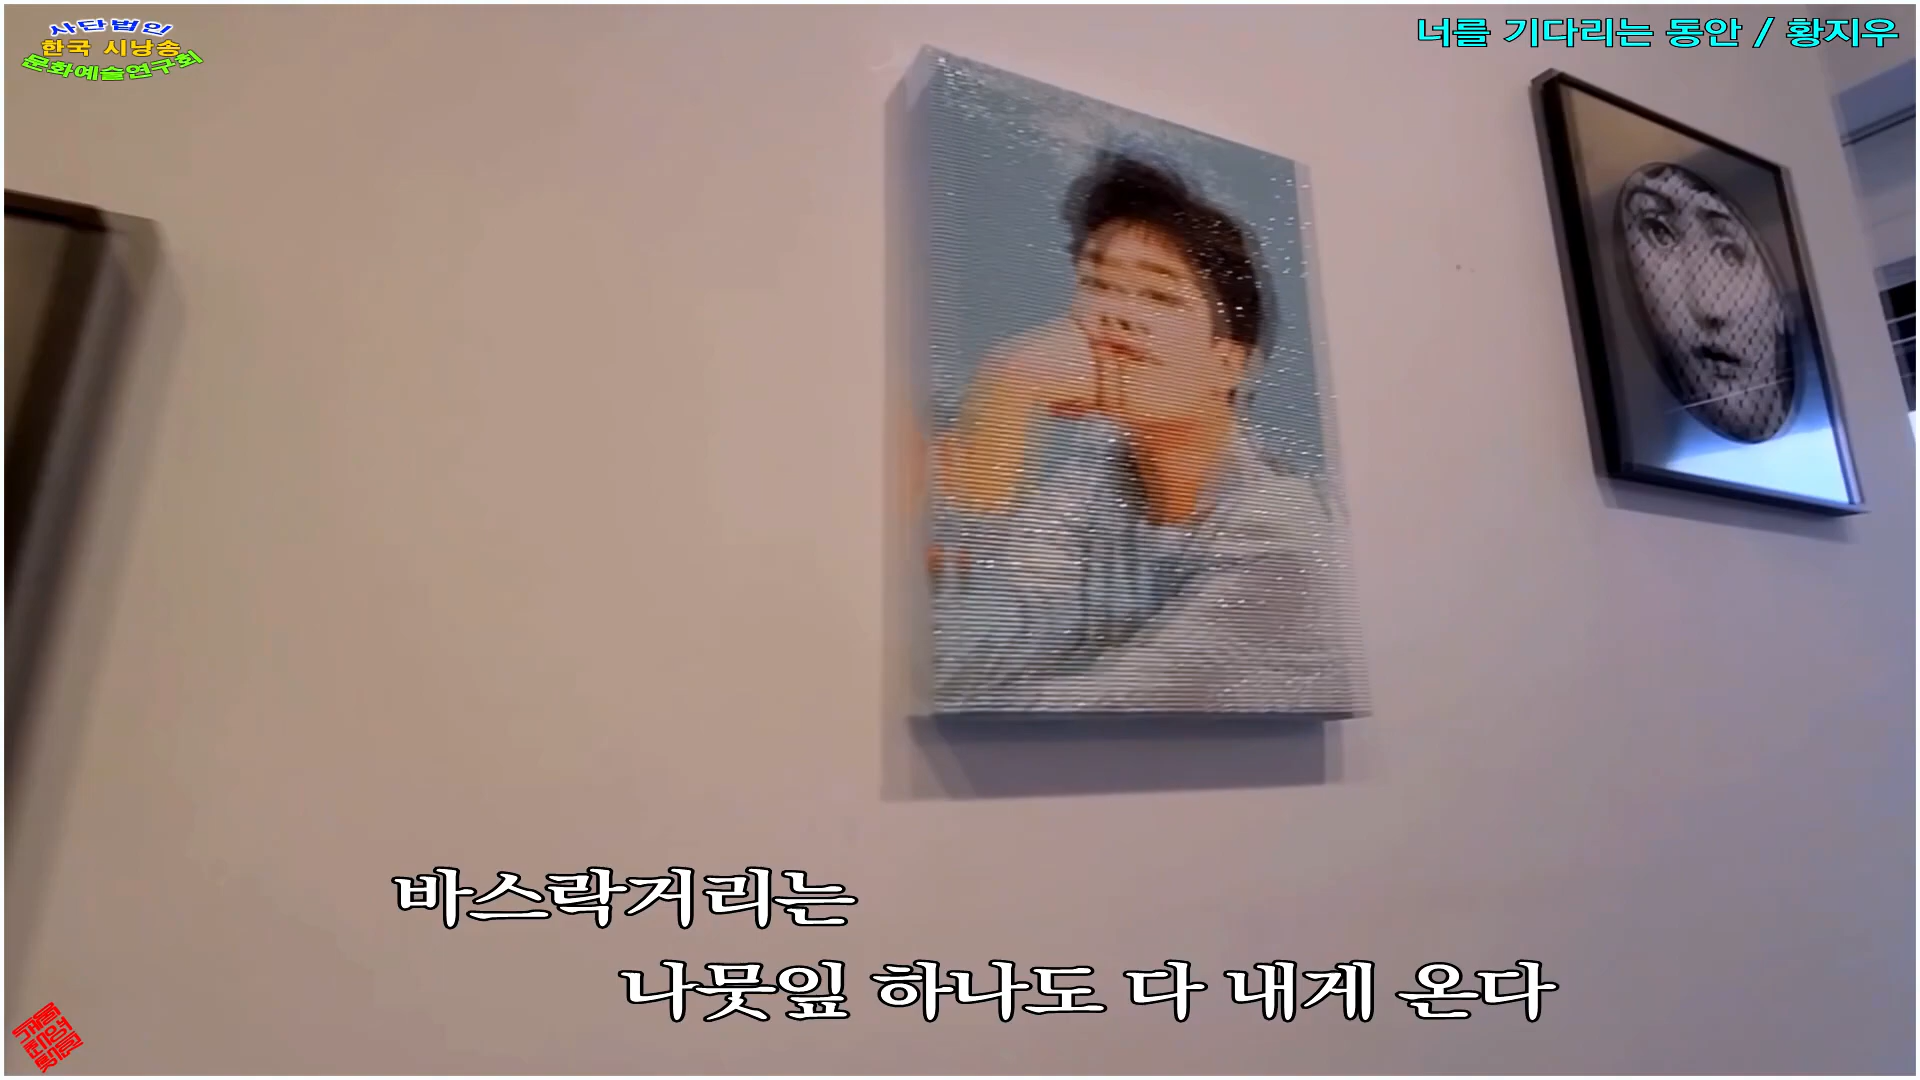 사단법인
한국 시낭송
문화예술연구회
너를 기다리는 동안 / 황지우
바스락거리는
나뭇잎 하나도 다 내게 온다